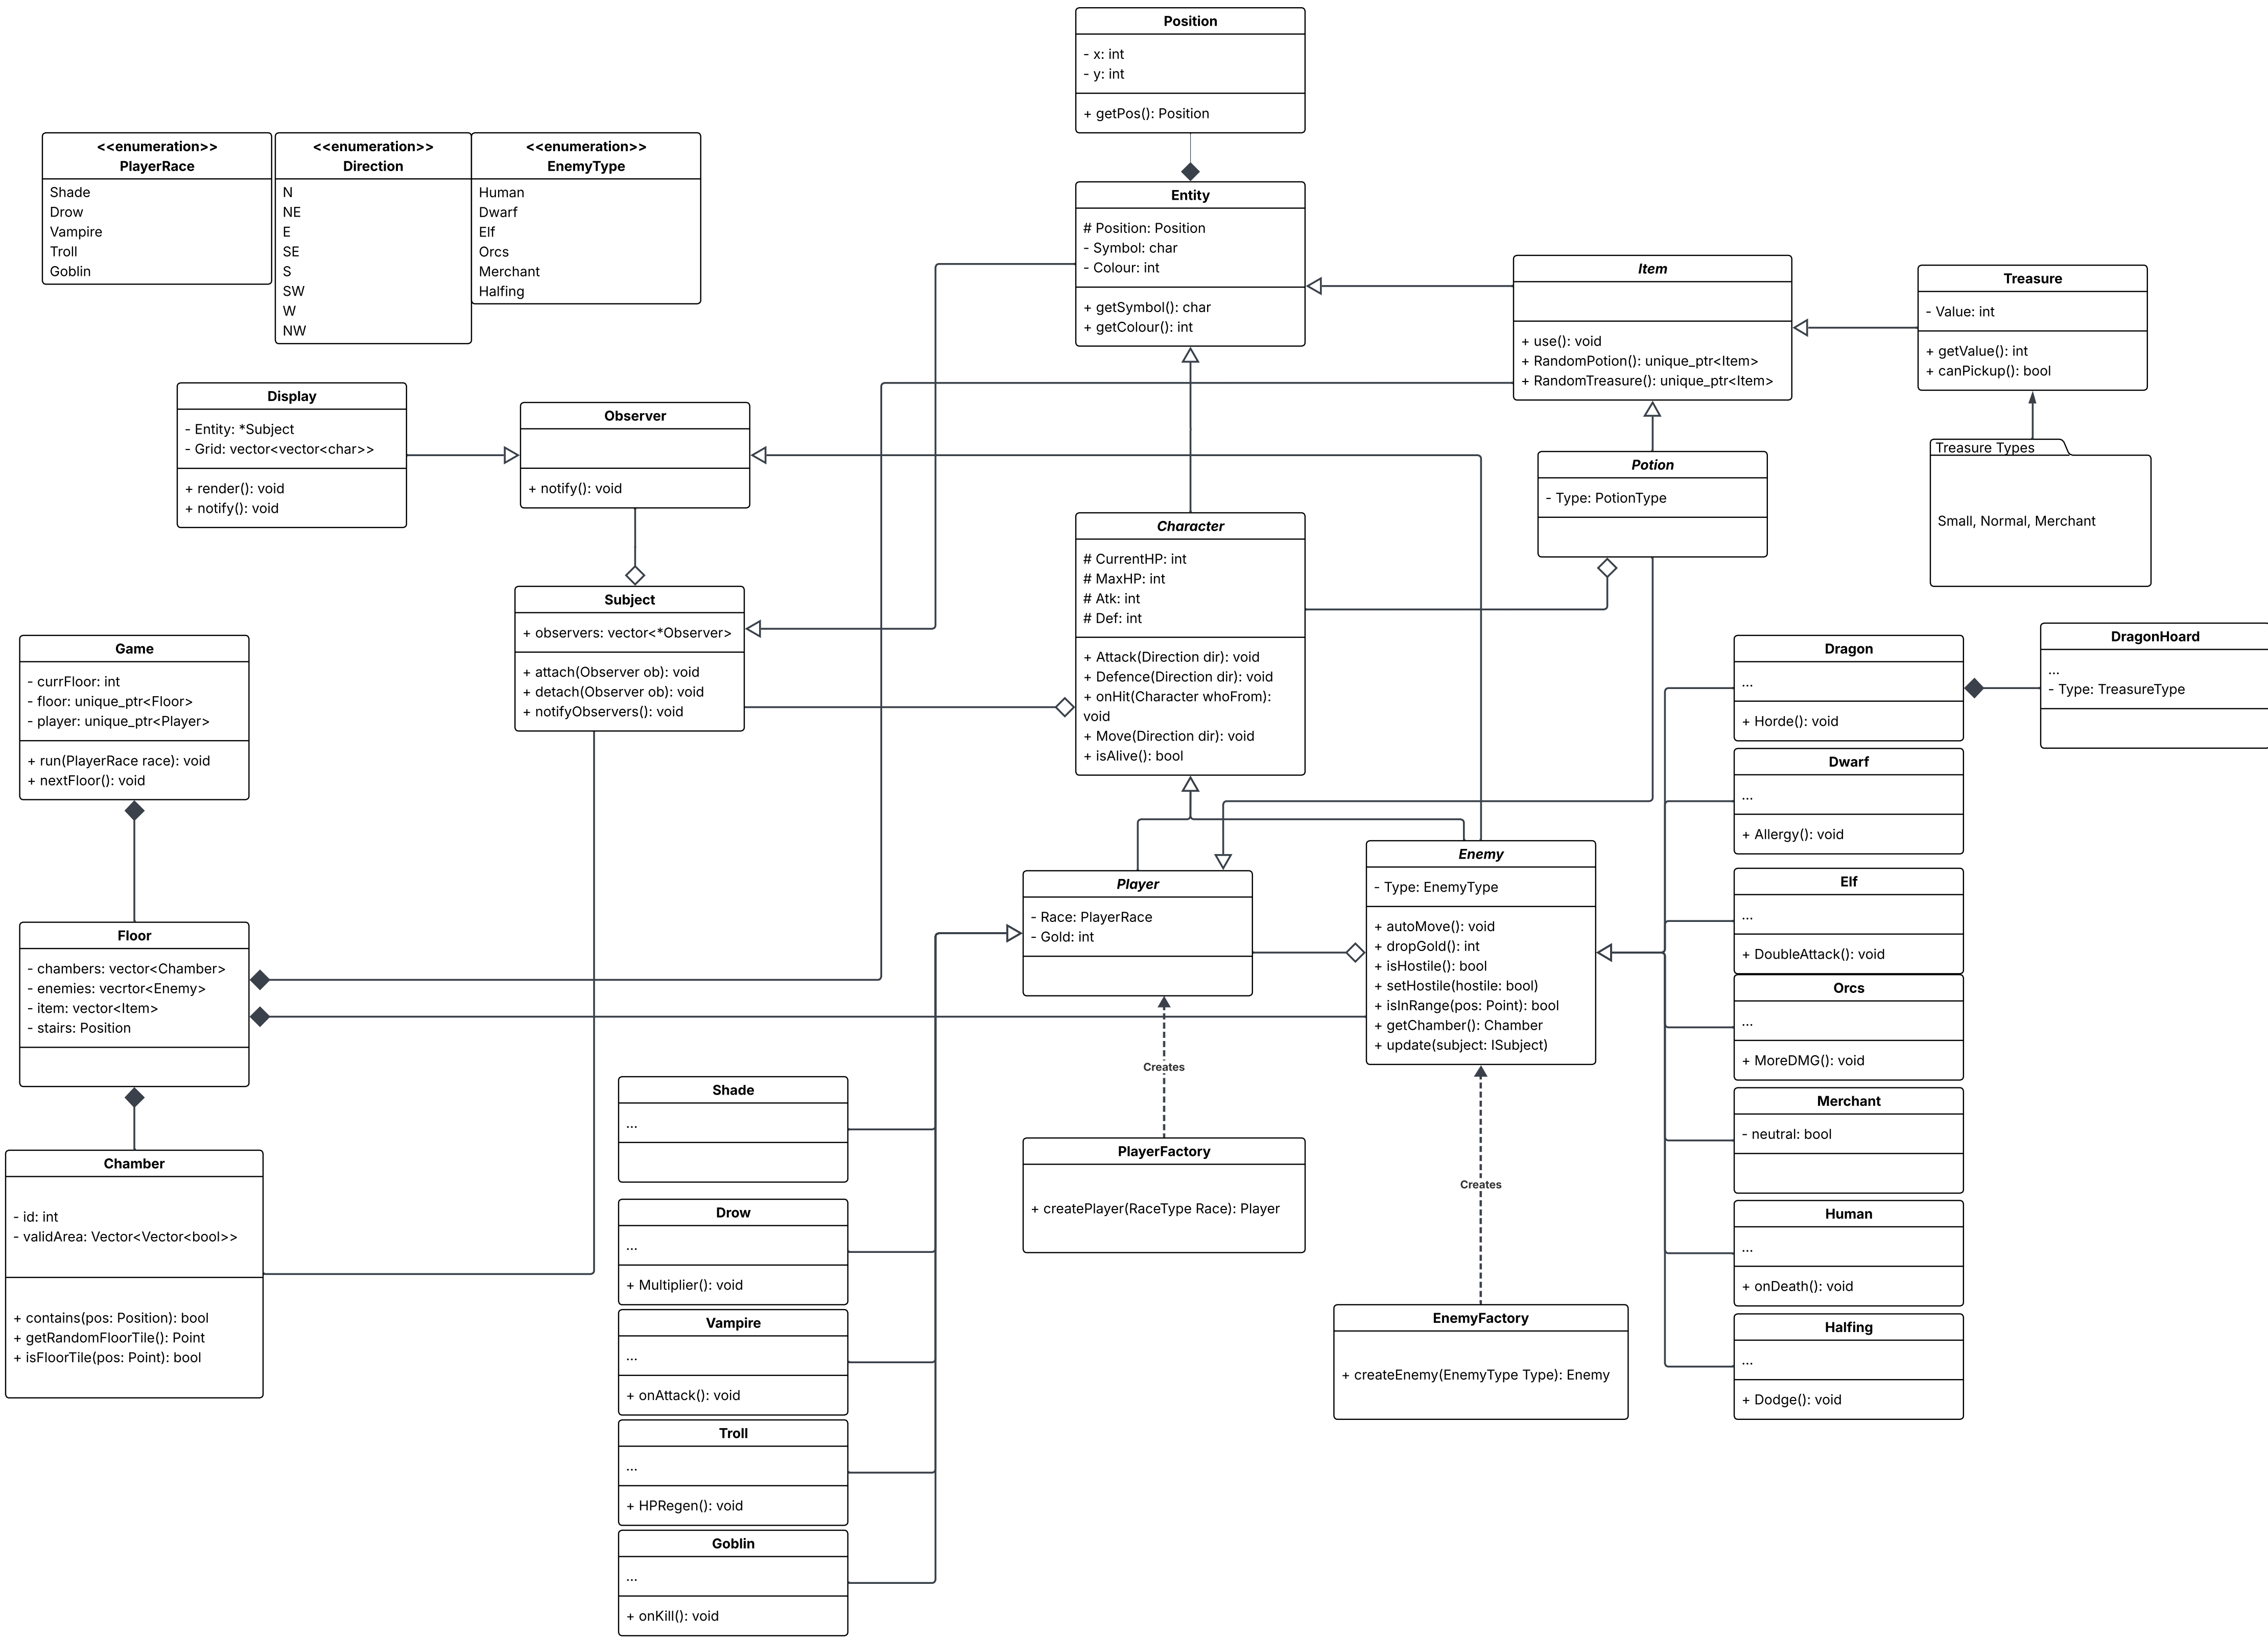 Position
- x: int
- y: int
+ getPos(): Position
<<enumeration>>
PlayerRace
Shade
Drow
Vampire
Troll
Goblin
<<enumeration>>
Direction
N
NE
E
SE
S
SW
W
NW
<<enumeration>>
EnemyType
Human
Dwarf
Elf
Orcs
Merchant
Halfing
Entity
# Position: Position
- Symbol: char
- Colour: int
+ getSymbol(): char
+ getColour(): int
Item
+ use(): void
+ RandomPotion(): unique_ptr<Item>
+ RandomTreasure(): unique_ptr<Item>
Treasure
- Value: int
+ getValue(): int
+ canPickup(): bool
Display
- Entity: *Subject
- Grid: vector<vector<char>>
+ render(): void
+ notify(): void
Observer
+ notify(): void
Potion
- Type: PotionType
Treasure Types
Small, Normal, Merchant
Character
# CurrentHP: int
# MaxHP: int
# Atk: int
# Def: int
+ Attack(Direction dir): void
+ Defence(Direction dir): void
+ onHit(Character whoFrom):
void
+ Move(Direction dir): void
+ isAlive(): bool
Subject
+ observers: vector<*Observer>
+ attach(Observer ob): void
+ detach(Observer ob): void
+ notifyObservers(): void
Game
- currFloor: int
- floor: unique_ptr<Floor>
- player: unique_ptr<Player>
+ run(PlayerRace race): void
+ nextFloor(): void
Dragon
...
+ Horde(): void
DragonHoard
...
- Type: TreasureType
Dwarf
...
+ Allergy(): void
Elf
...
+ DoubleAttack(): void
Orcs
...
+ MoreDMG(): void
Merchant
- neutral: bool
Human
...
+ onDeath(): void
Halfing
...
+ Dodge(): void
Player
- Race: PlayerRace
- Gold: int
Enemy
- Type: EnemyType
+ autoMove(): void
+ dropGold(): int
+ isHostile(): bool
+ setHostile(hostile: bool)
+ isInRange(pos: Point): bool
+ getChamber(): Chamber
+ update(subject: ISubject)
Floor
- chambers: vector<Chamber>
- enemies: vecrtor<Enemy>
- item: vector<Item>
- stairs: Position
Creates
Creates
PlayerFactory
+ createPlayer(RaceType Race): Player
EnemyFactory
+ createEnemy(EnemyType Type): Enemy
Chamber
- id: int
- validArea: Vector<Vector<bool>>
+ contains(pos: Position): bool
+ getRandomFloorTile(): Point
+ isFloorTile(pos: Point): bool
Shade
...
Drow
...
+ Multiplier(): void
Vampire
...
+ onAttack(): void
Troll
...
+ HPRegen(): void
Goblin
...
+ onKill(): void